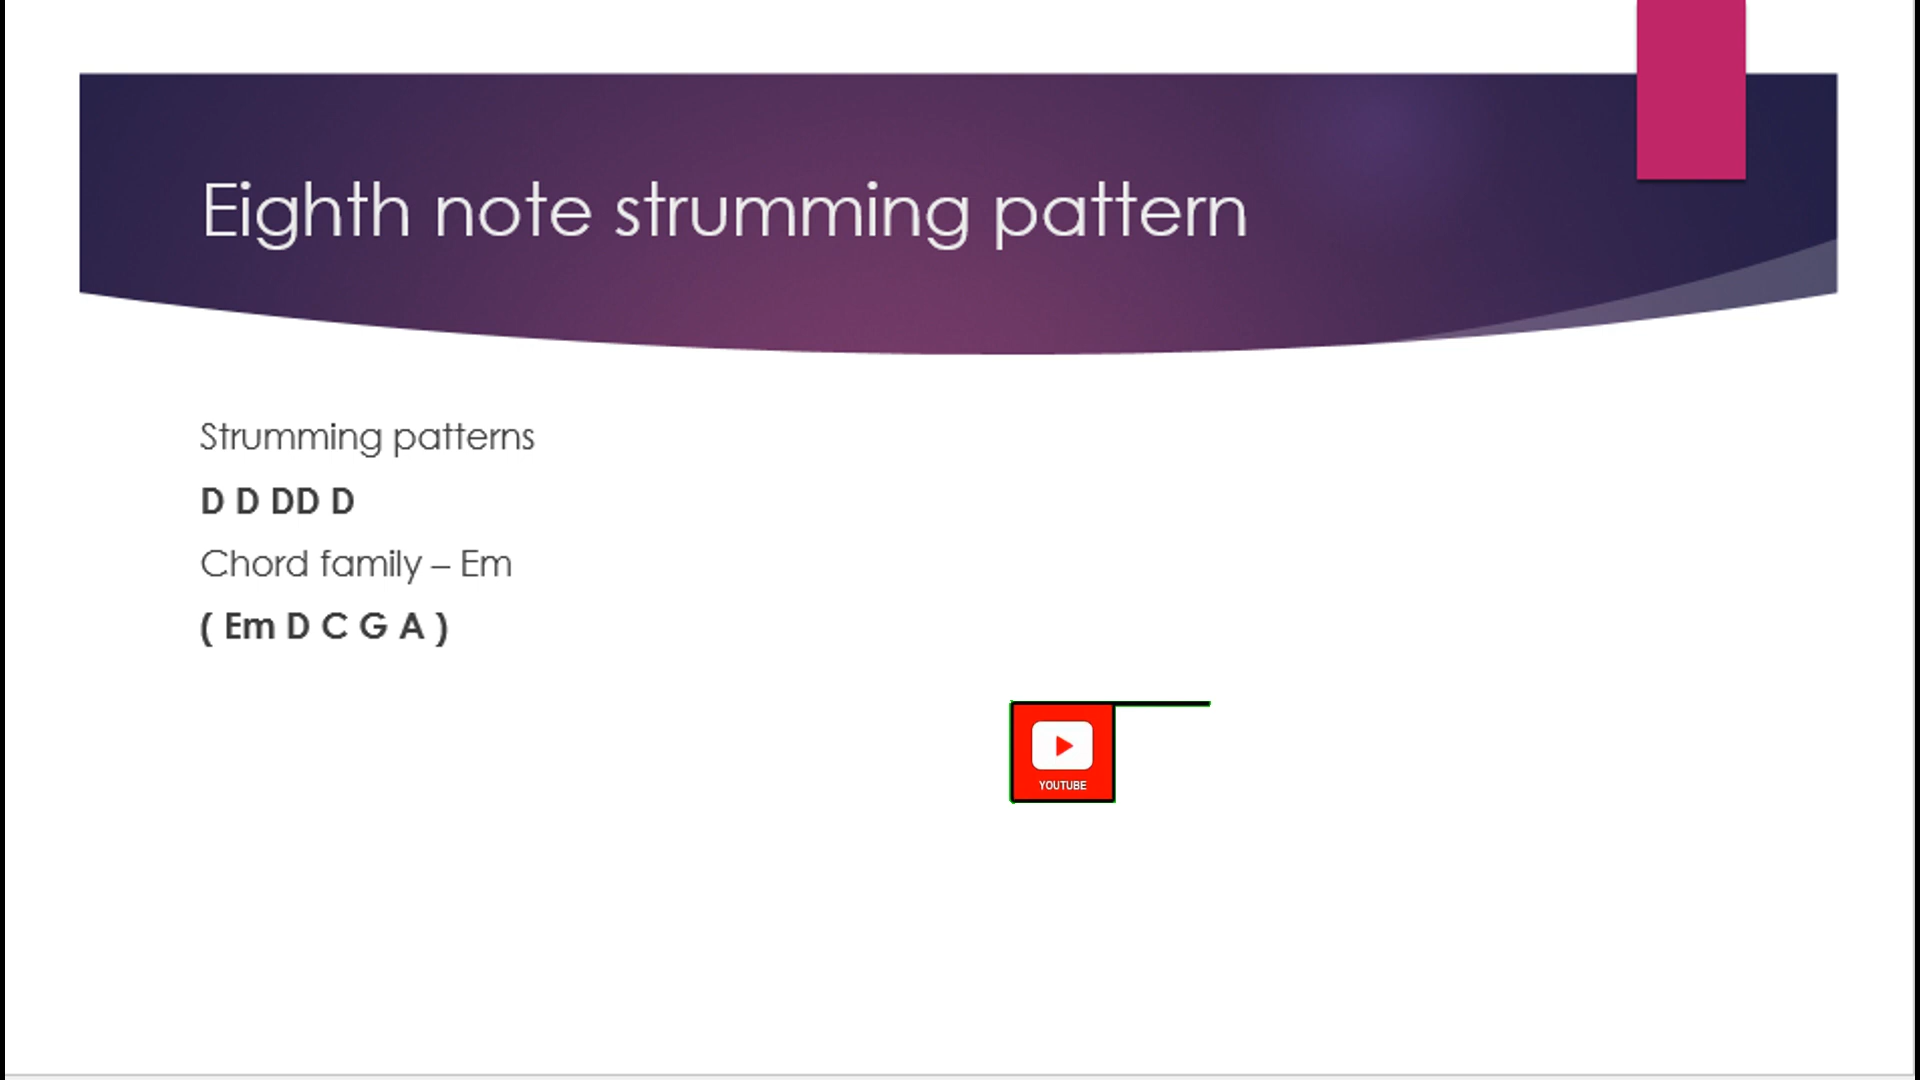 Eighth note strumming pattern
Strumming patterns
D D DD D
Chord family – Em
( Em D C G A )
YOUTUBE